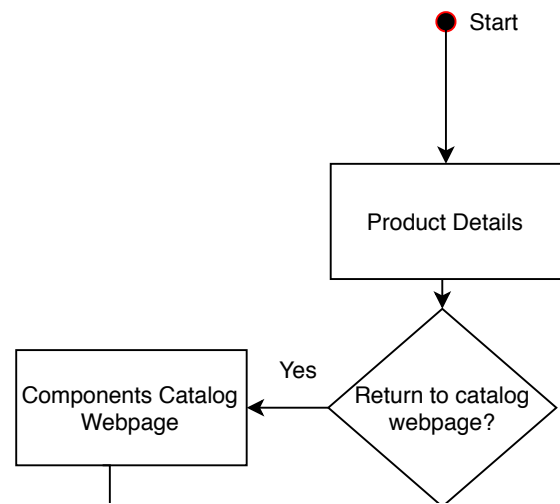 Start
Product Details
Yes
Components Catalog
Webpage
Return to catalog
webpage?